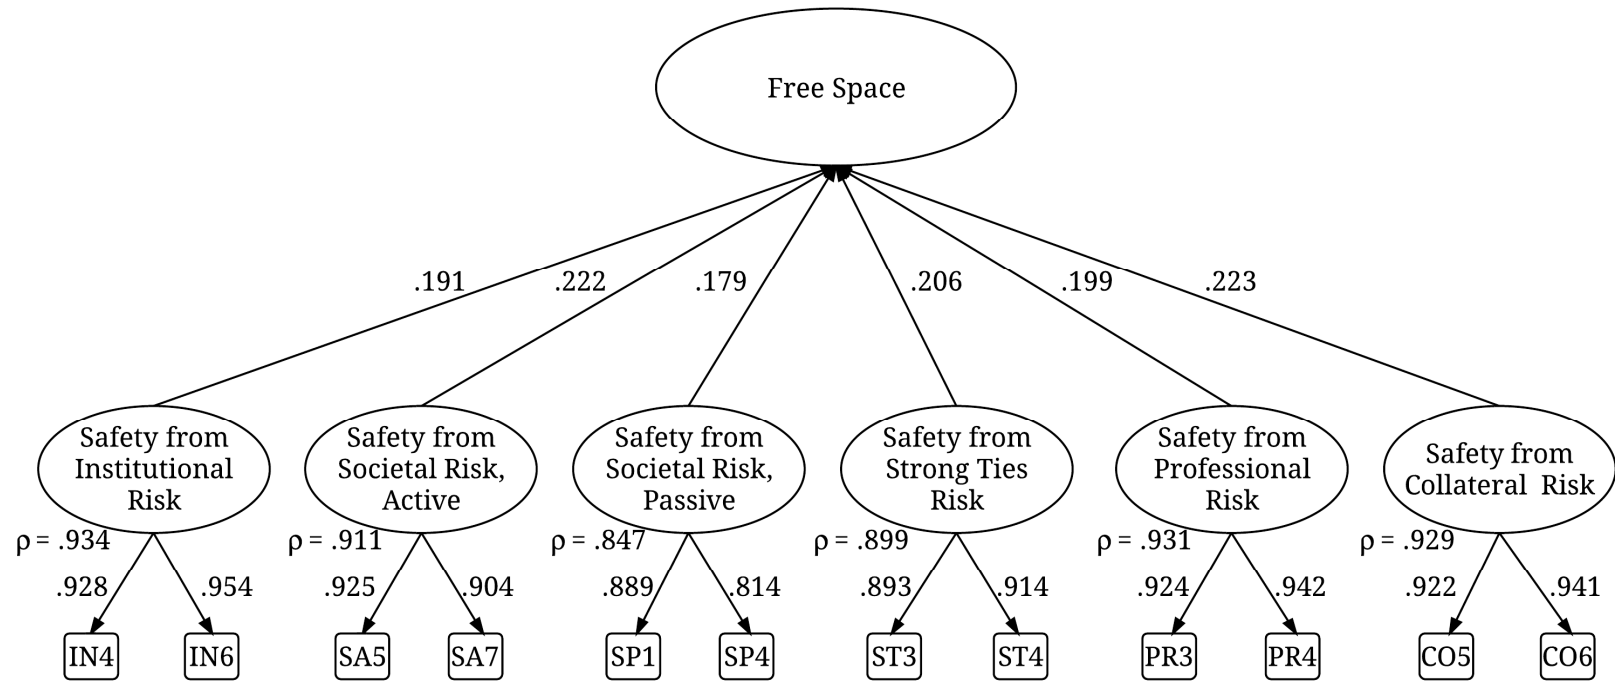 Free Space
.191
.222
.179
.206
.199
.223
Safety from
Institutional
Risk
Safety from
Societal Risk,
Active
Safety from
Societal Risk,
Passive
Safety from
Strong Ties
Risk
Safety from
Professional
Risk
Safety from
Collateral Risk
ρ = .934
ρ = .911
ρ = .847
ρ = .899
ρ = .931
ρ = .929
.928
.954
.925
.904
.889
.814
.893
.914
.924
.942
.922
.941
IN4
IN6
SA5
SA7
SP1
SP4
ST3
ST4
PR3
PR4
CO5
CO6